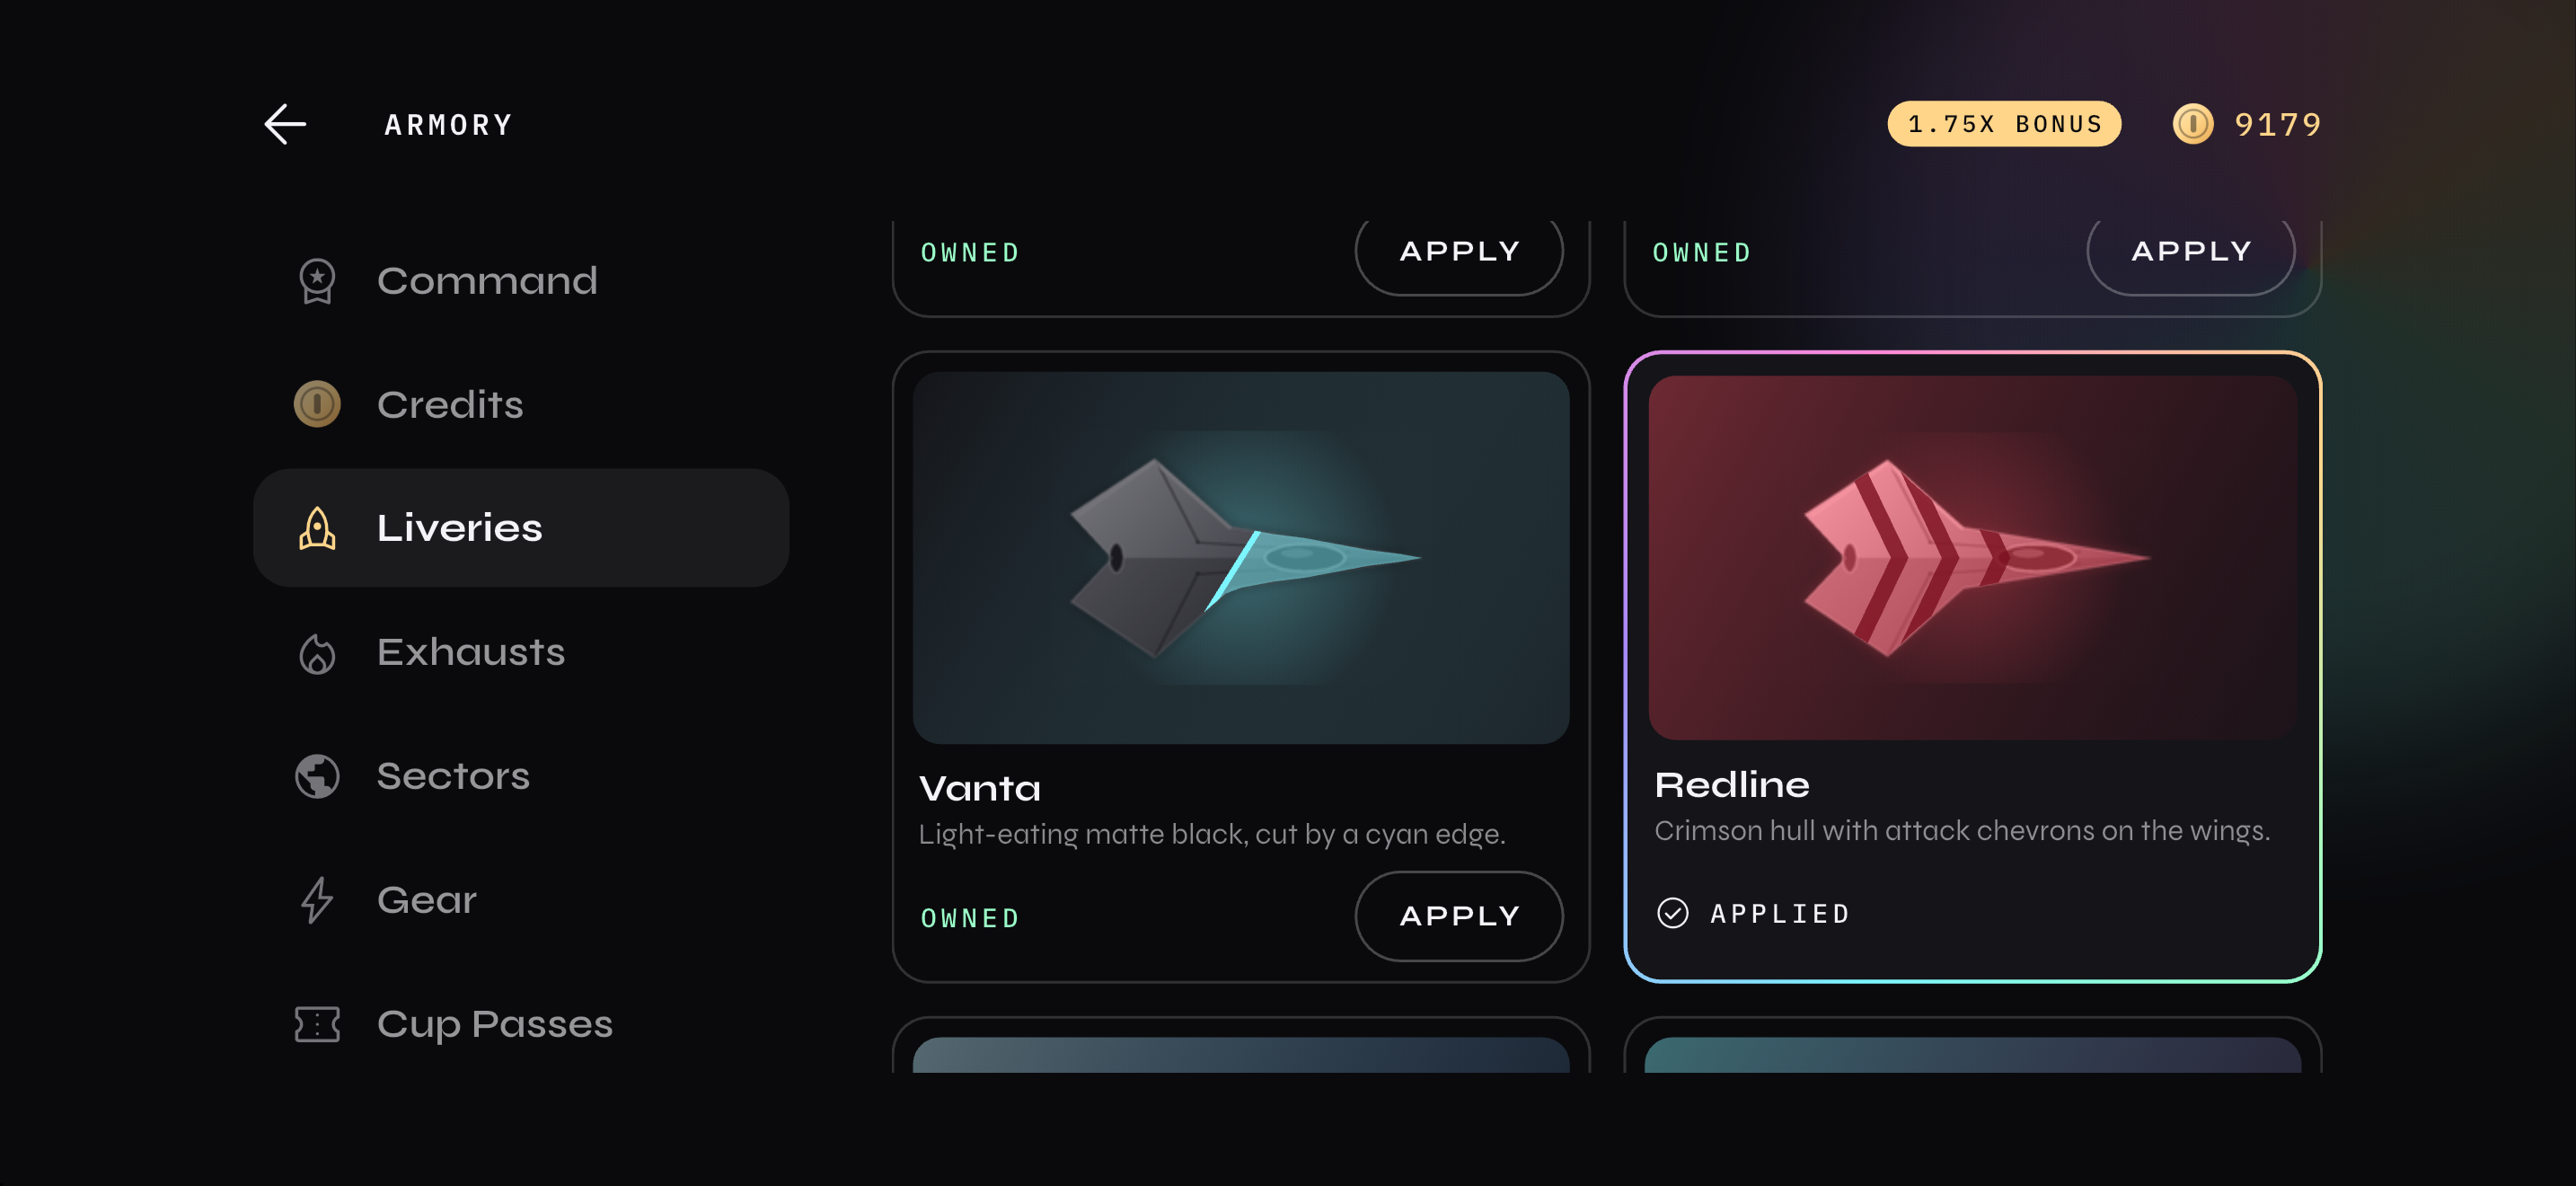 ARMORY
1.75X BONUS
9179
Command
Credits
Liveries
Exhausts
Sectors
Gear
Cup Passes
OWNED
APPLY
OWNED
APPLY
Vanta
Light-eating matte black, cut by a cyan edge.
OWNED
APPLY
Redline
Crimson hull with attack chevrons on the wings.
APPLIED